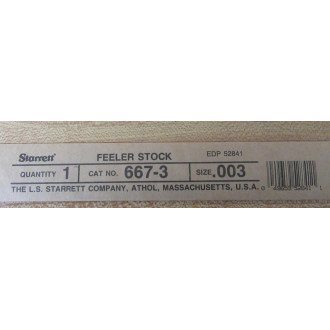 Starrett FEELER STOCK EDP 52841
QUANTITY 1 CAT NO. 667-3 SIZE .003
THE L.S. STARRETT COMPANY, ATHOL, MASSACHUSETTS, U.S.A.